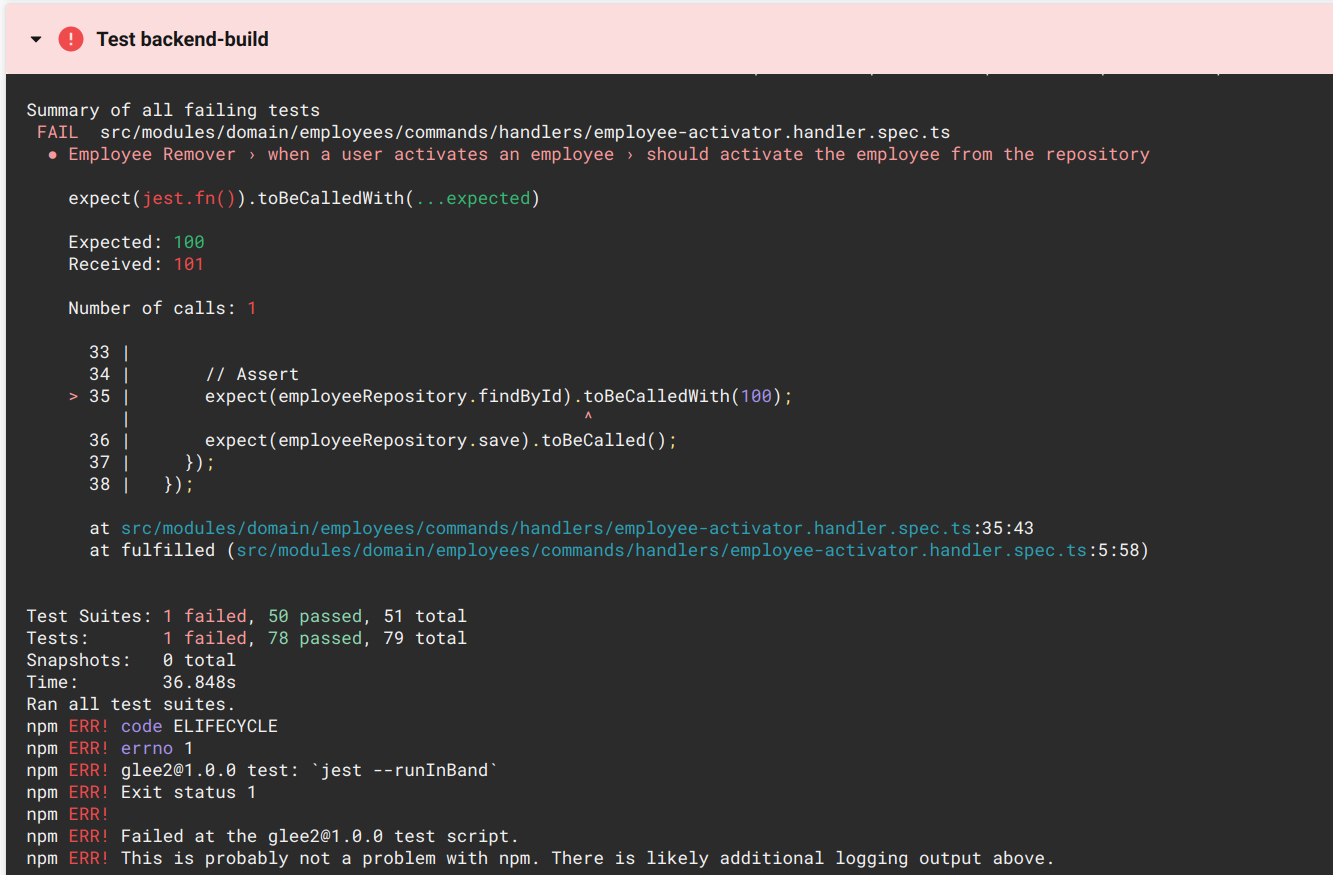 Test backend-build
Summary of all failing tests
FAIL src/modules/domain/employees/commands/handlers/employee-activator.handler.spec.ts
● Employee Remover › when a user activates an employee › should activate the employee from the repository
expect(jest.fn()).toBeCalledWith(...expected)
Expected: 100
Received: 101
Number of calls: 1
33 |
34 | // Assert
> 35 | expect(employeeRepository.findById).toBeCalledWith(100);
| ^
36 | expect(employeeRepository.save).toBeCalled();
37 | });
38 | });
at src/modules/domain/employees/commands/handlers/employee-activator.handler.spec.ts:35:43
at fulfilled (src/modules/domain/employees/commands/handlers/employee-activator.handler.spec.ts:5:58)
Test Suites: 1 failed, 50 passed, 51 total
Tests: 1 failed, 78 passed, 79 total
Snapshots: 0 total
Time: 36.848s
Ran all test suites.
npm ERR! code ELIFECYCLE
npm ERR! errno 1
npm ERR! glee2@1.0.0 test: `jest --runInBand`
npm ERR! Exit status 1
npm ERR!
npm ERR! Failed at the glee2@1.0.0 test script.
npm ERR! This is probably not a problem with npm. There is likely additional logging output above.